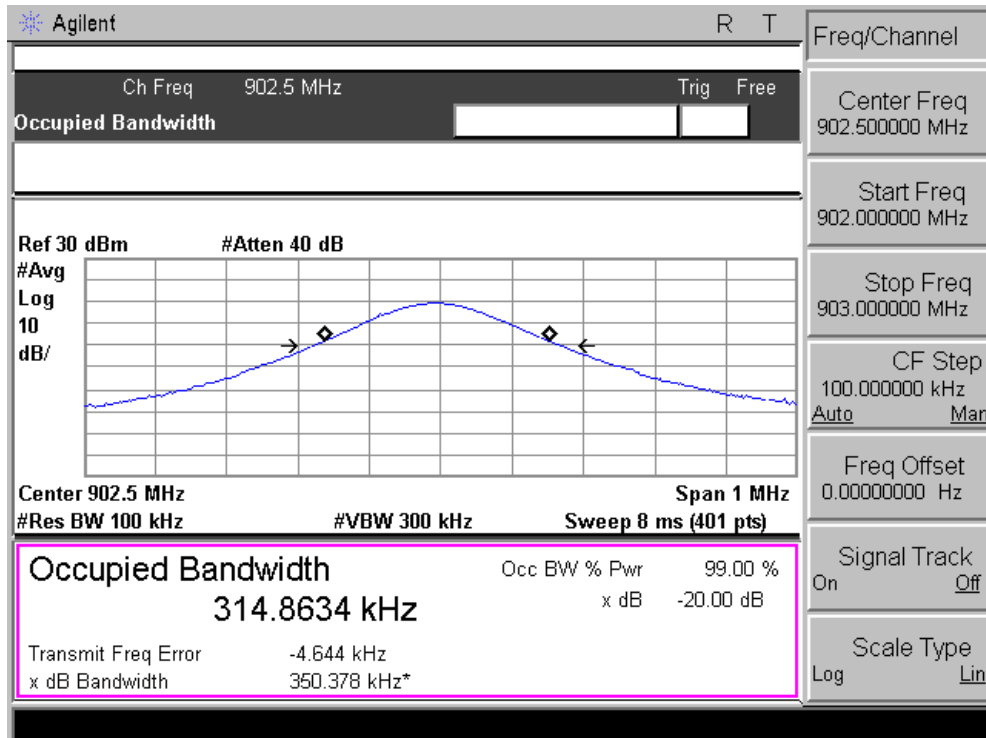 Agilent R T
Ch Freq 902.5 MHz Trig Free
Occupied Bandwidth
Ref 30 dBm #Atten 40 dB
#Avg
Log
10
dB/
Center 902.5 MHz Span 1 MHz
#Res BW 100 kHz #VBW 300 kHz Sweep 8 ms (401 pts)
Occupied Bandwidth Occ BW % Pwr 99.00 %
314.8634 kHz x dB -20.00 dB
Transmit Freq Error -4.644 kHz
x dB Bandwidth 350.378 kHz*
Freq/Channel
Center Freq
902.500000 MHz
Start Freq
902.000000 MHz
Stop Freq
903.000000 MHz
CF Step
100.000000 kHz
Auto Man
Freq Offset
0.00000000 Hz
Signal Track
On Off
Scale Type
Log Lin